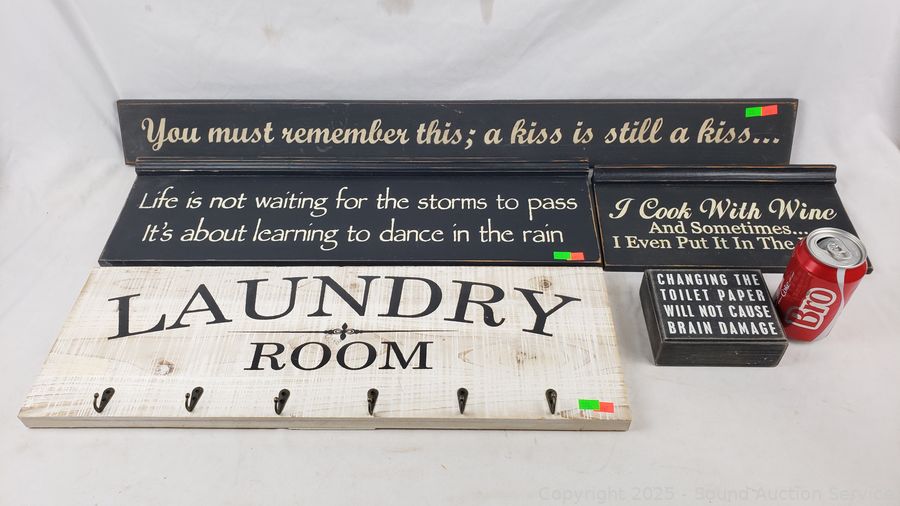 You must remember this; a kiss is still a kiss...
Life is not waiting for the storms to pass
It's about learning to dance in the rain
I Cook With Wine
And Sometimes...
I Even Put It In The
LAUNDRY
ROOM
CHANGING THE
TOILET PAPER
WILL NOT CAUSE
BRAIN DAMAGE
Bro
Copyright 2025 - Sound Auction Service